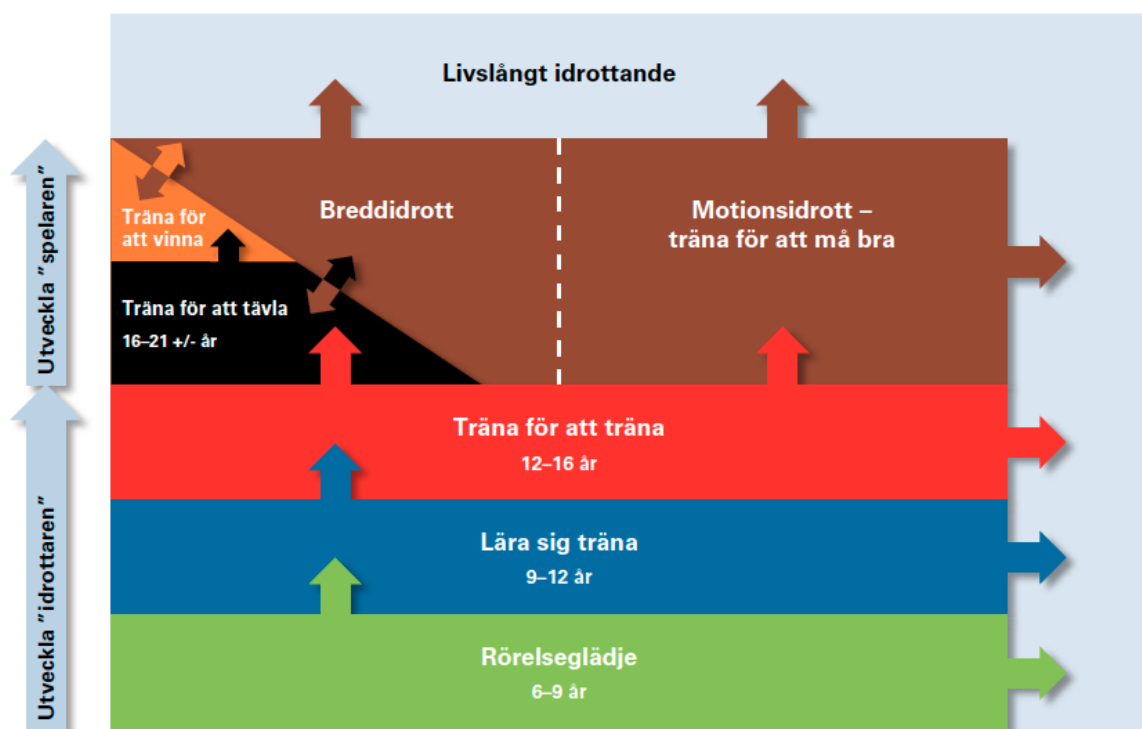 Livslångt idrottande
Utveckla ”spelaren”
Träna för
att vinna
Breddidrott
Motionsidrott –
träna för att må bra
Träna för att tävla
16–21 +/- år
Utveckla ”idrottaren”
Träna för att träna
12–16 år
Lära sig träna
9–12 år
Rörelseglädje
6–9 år